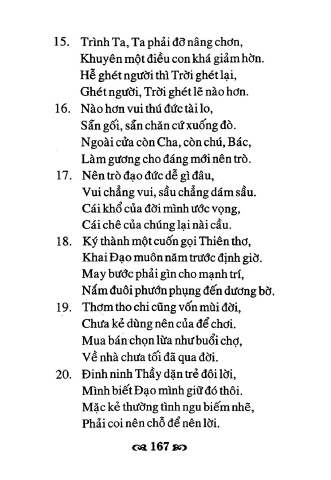 15. Trình Ta, Ta phải đỡ nâng chơn,
Khuyên một điều con khá giảm hờn.
Hễ ghét người thì Trời ghét lại,
Ghét người, Trời ghét lẽ nào hơn.
16. Nào hơn vui thú đức tài lo,
Sẵn gối, sẵn chăn cứ xuống đò.
Ngoài cửa còn Cha, còn chú, Bác,
Làm gương cho đáng mới nên trò.
17. Nên trò đạo đức dễ gì đâu,
Vui chẳng vui, sầu chẳng dám sầu.
Cái khổ của đời mình ước vọng,
Cái chê của chúng lại nài cầu.
18. Ký thành một cuốn gọi Thiên thơ,
Khai Đạo muôn năm trước định giờ.
May bước phải gìn cho mạnh trí,
Nắm đuôi phướn phụng đến dương bờ.
19. Thơm tho chi cũng vốn mùi đời,
Chưa kẻ dùng nên của để chơi.
Mua bán chọn lừa như buổi chợ,
Về nhà chưa tối đã qua đời.
20. Đinh ninh Thầy dặn trẻ đôi lời,
Mình biết Đạo mình giữ đó thôi.
Mặc kẻ thường tình ngu biếm nhẽ,
Phải coi nên chỗ để nên lời.
167